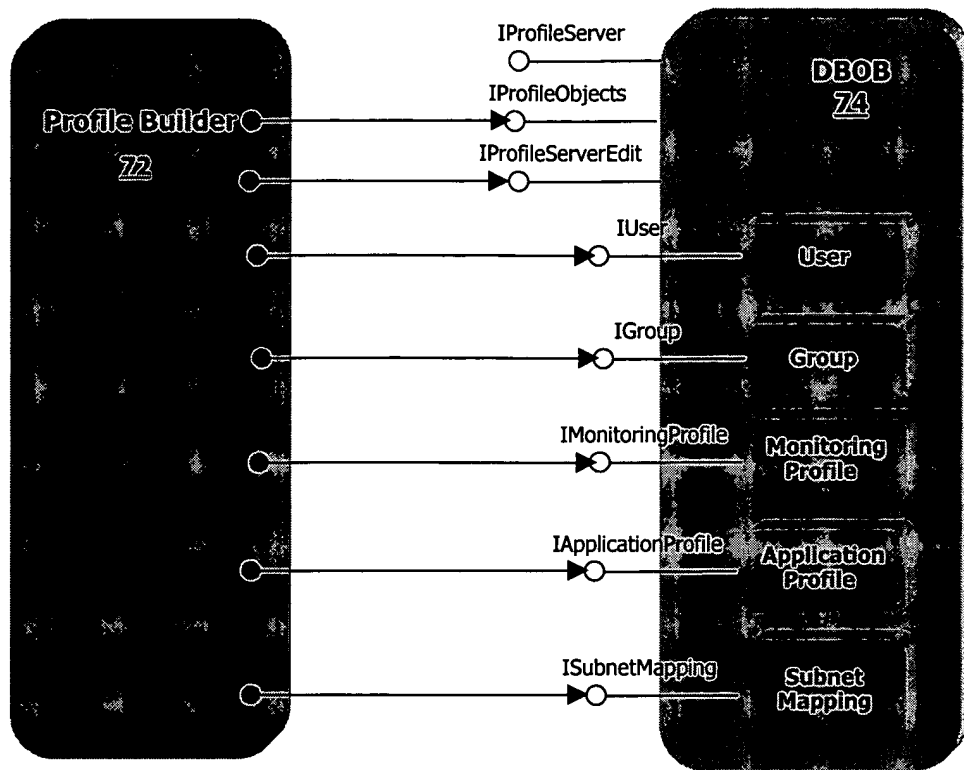 IProfileServer
DBOB
74
IProfileObjects
Profile Builder
72
IProfileServerEdit
IUser
User
IGroup
Group
IMonitoringProfile
Monitoring
Profile
IApplicationProfile
Application
Profile
ISubnetMapping
Subnet
Mapping